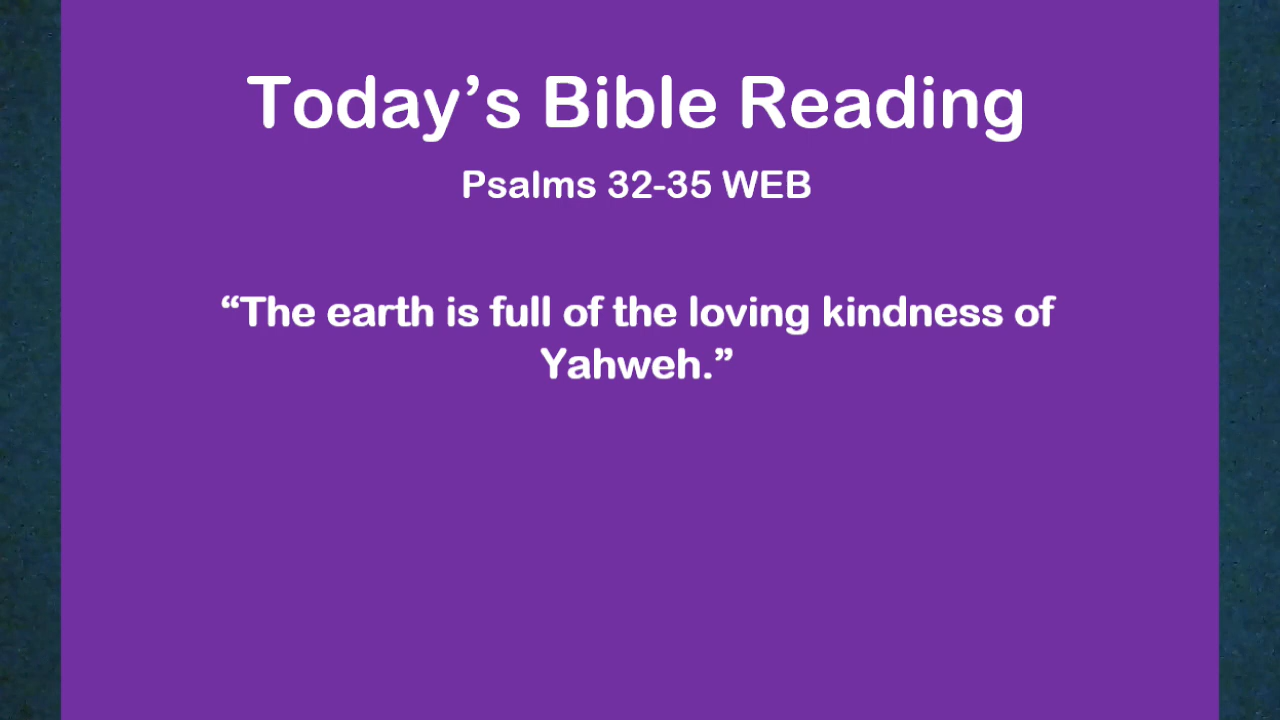 Today’s Bible Reading
Psalms 32-35 WEB
“The earth is full of the loving kindness of
Yahweh.”